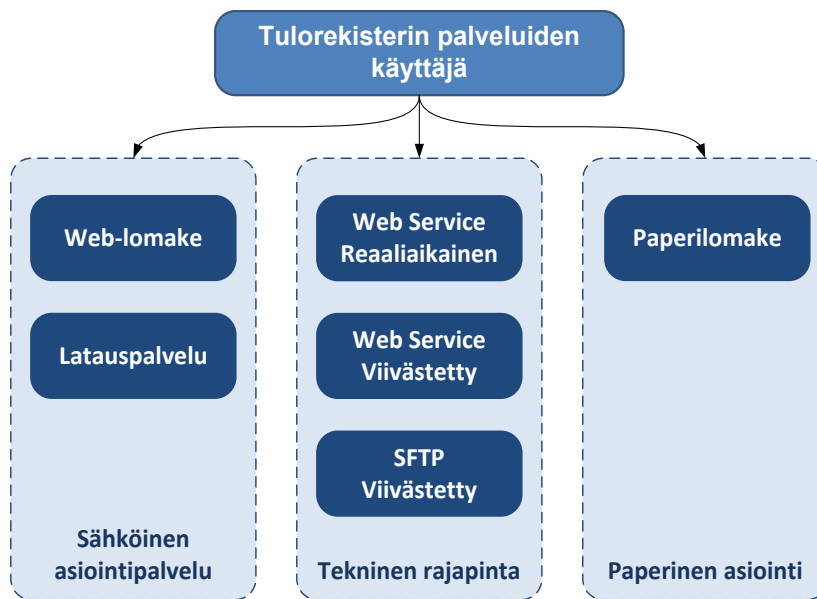 Tulorekisterin palveluiden
käyttäjä
Web-lomake
Latauspalvelu
Sähköinen
asiointipalvelu
Web Service
Reaaliaikainen
Web Service
Viivästetty
SFTP
Viivästetty
Tekninen rajapinta
Paperilomake
Paperinen asiointi